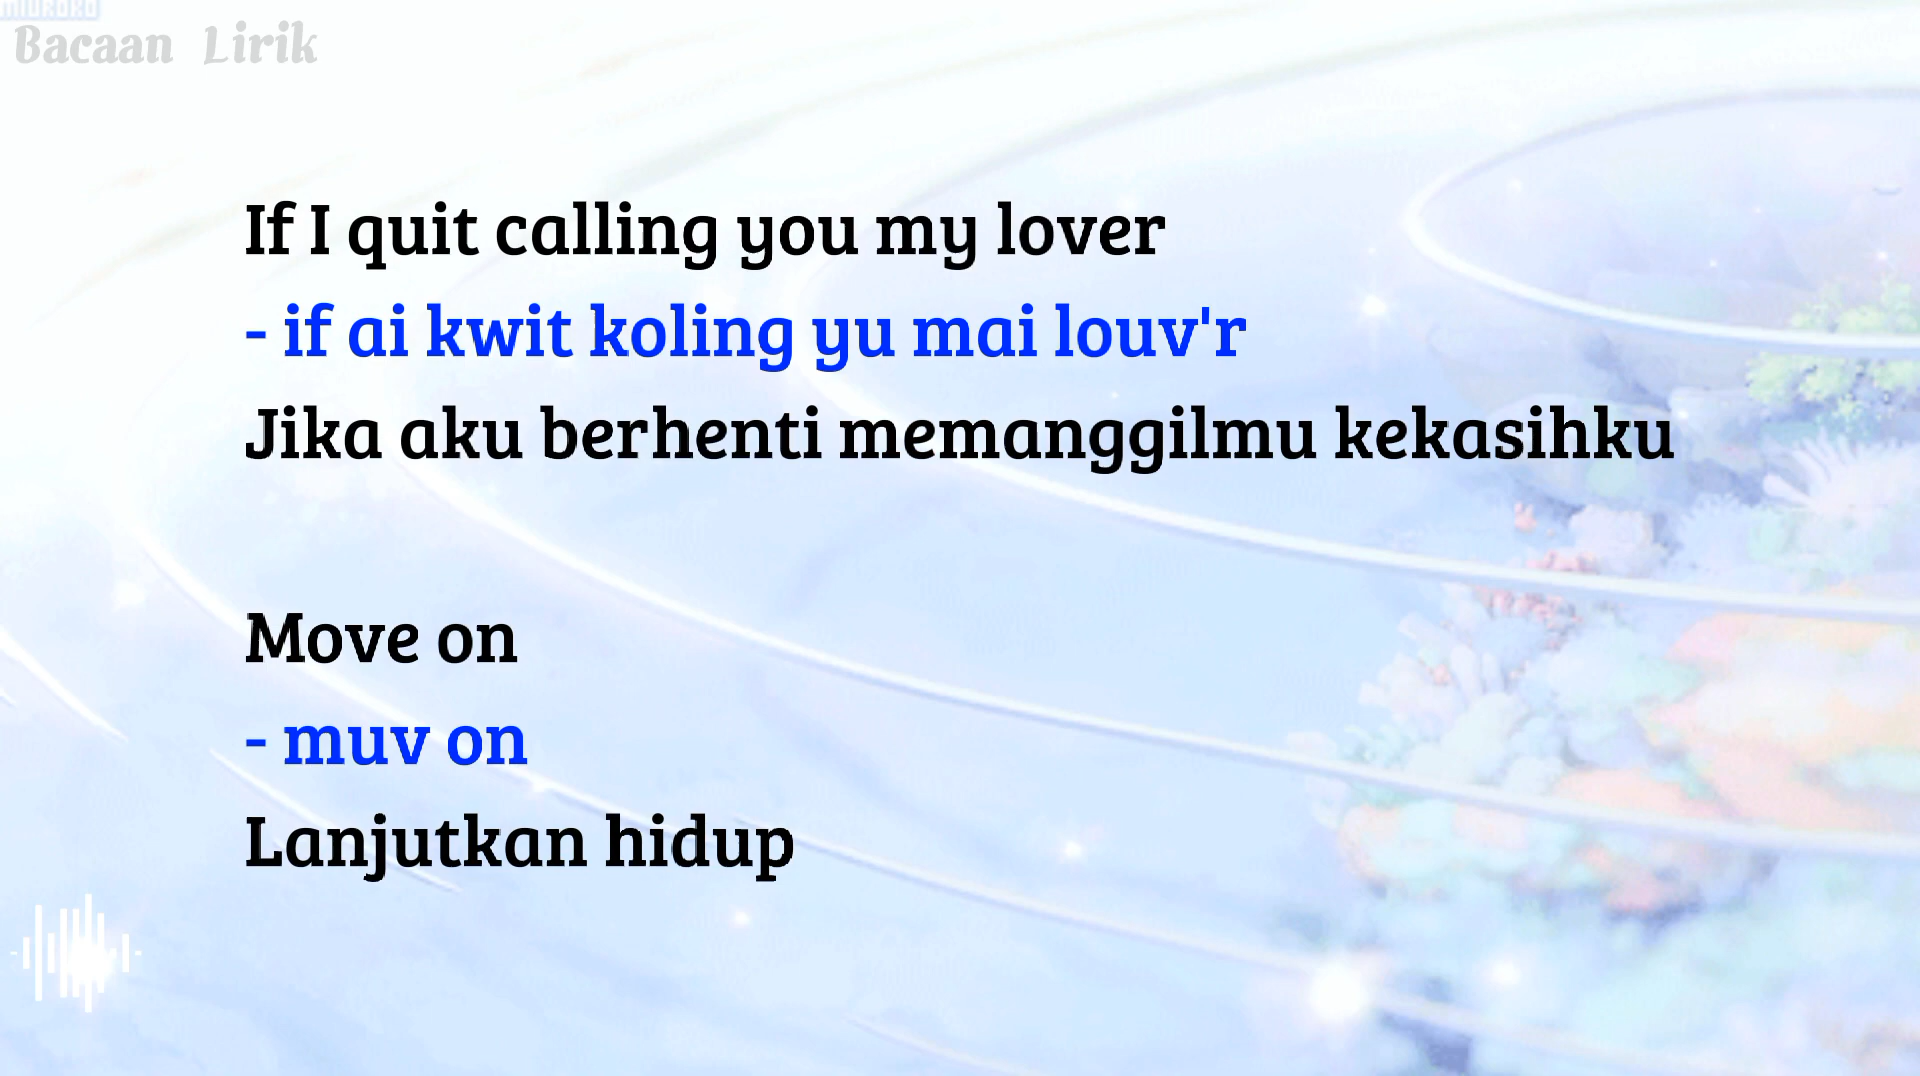 MIUROKO
Bacaan Lirik
If I quit calling you my lover
- if ai kwit koling yu mai louv'r
Jika aku berhenti memanggilmu kekasihku
Move on
- muv on
Lanjutkan hidup